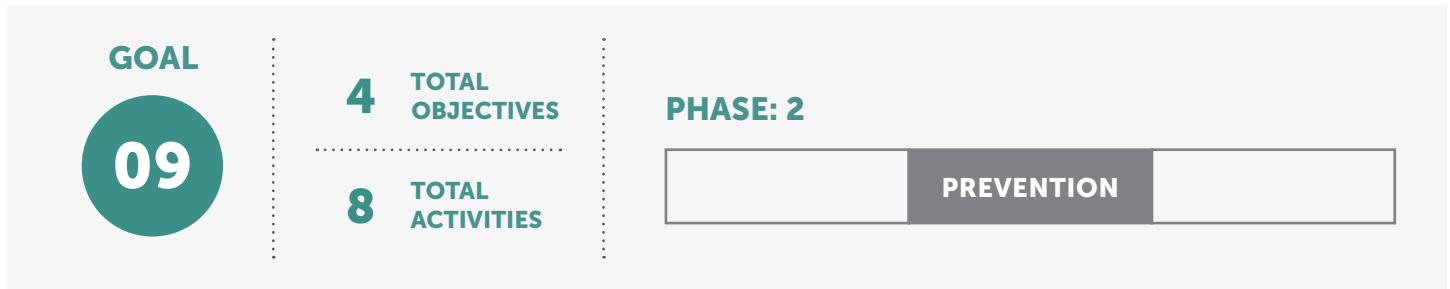 GOAL
09
4
TOTAL
OBJECTIVES
8
TOTAL
ACTIVITIES
PHASE: 2
PREVENTION